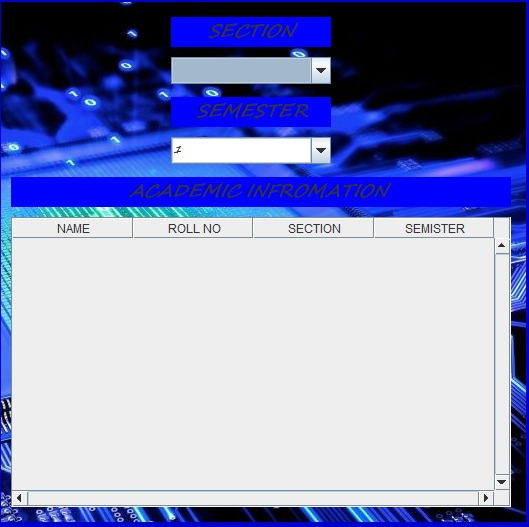 SECTION
SEMESTER
1
ACADEMIC INFROMATION
NAME ROLL NO SECTION SEMISTER